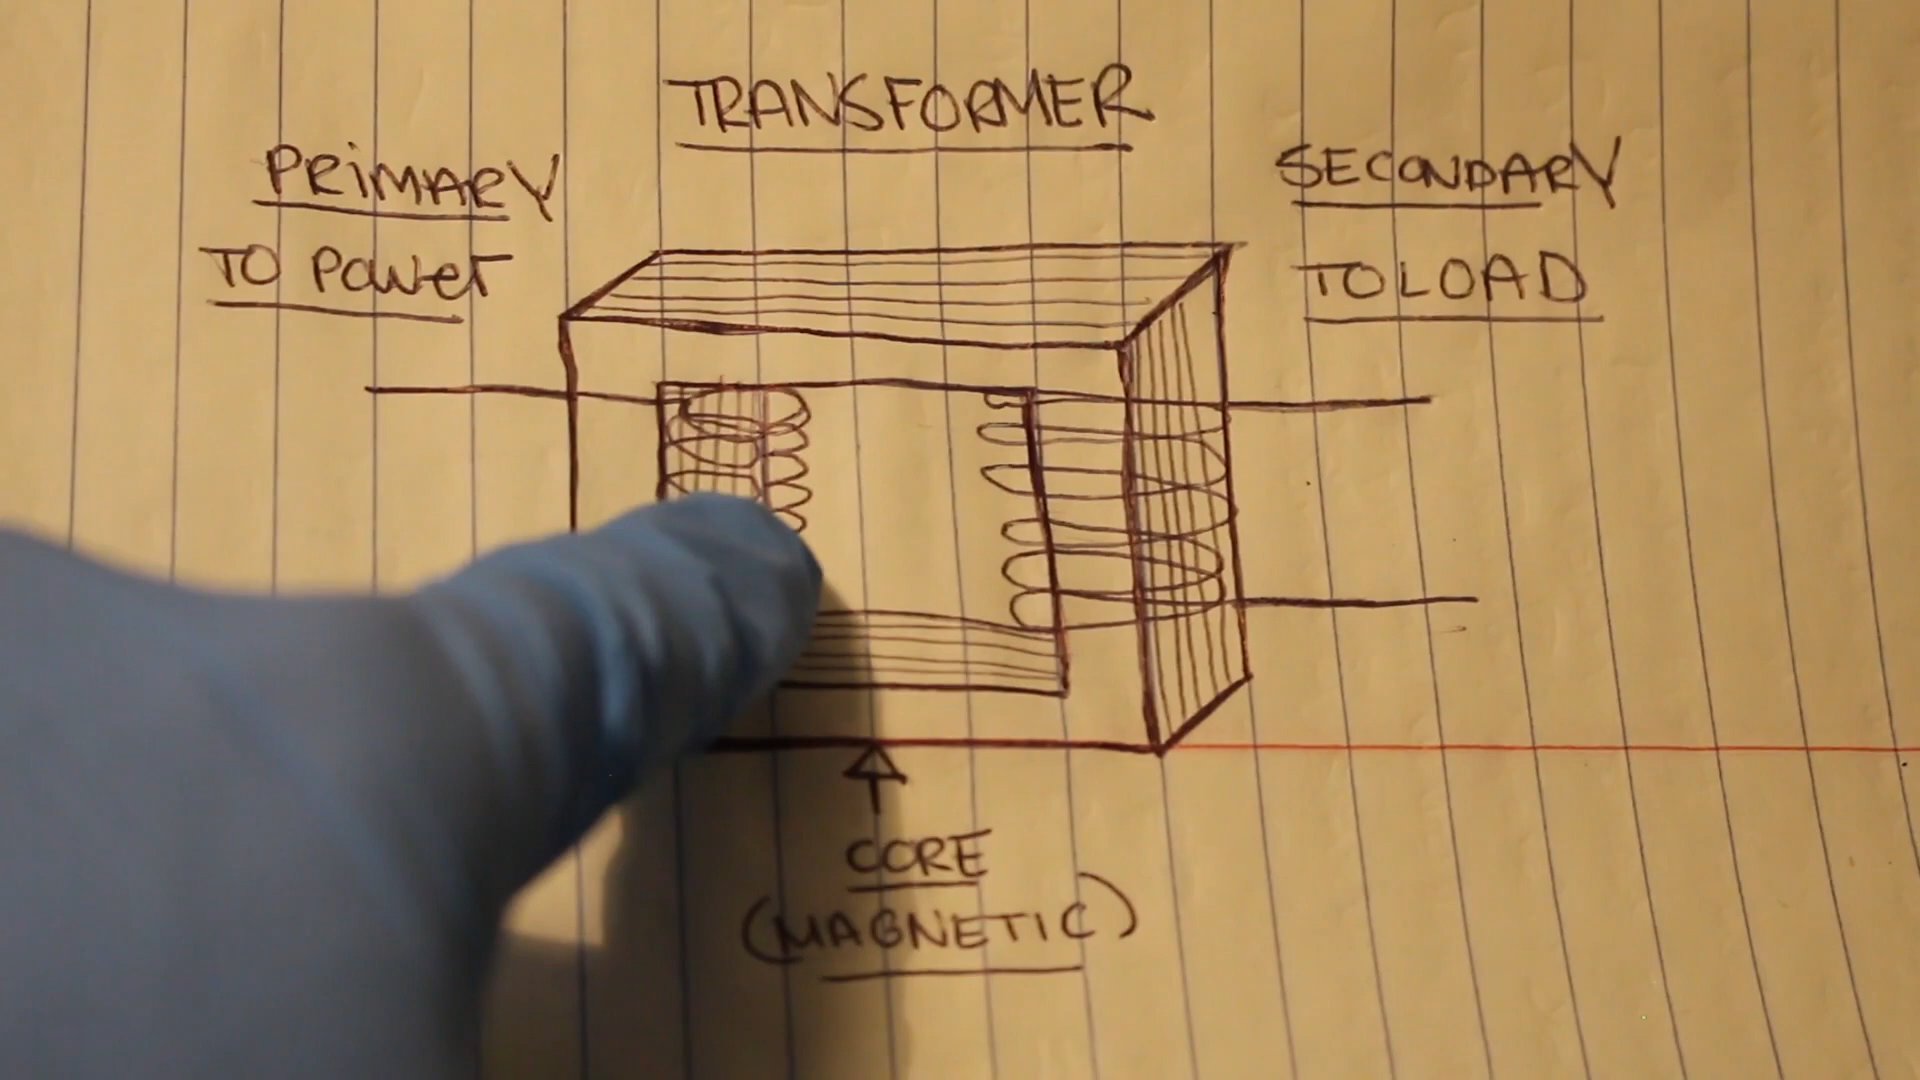 TRANSFORMER
PRiMARY
TO Power
SECONDARY
TO LOAD
CORE
(MAGNETIC)